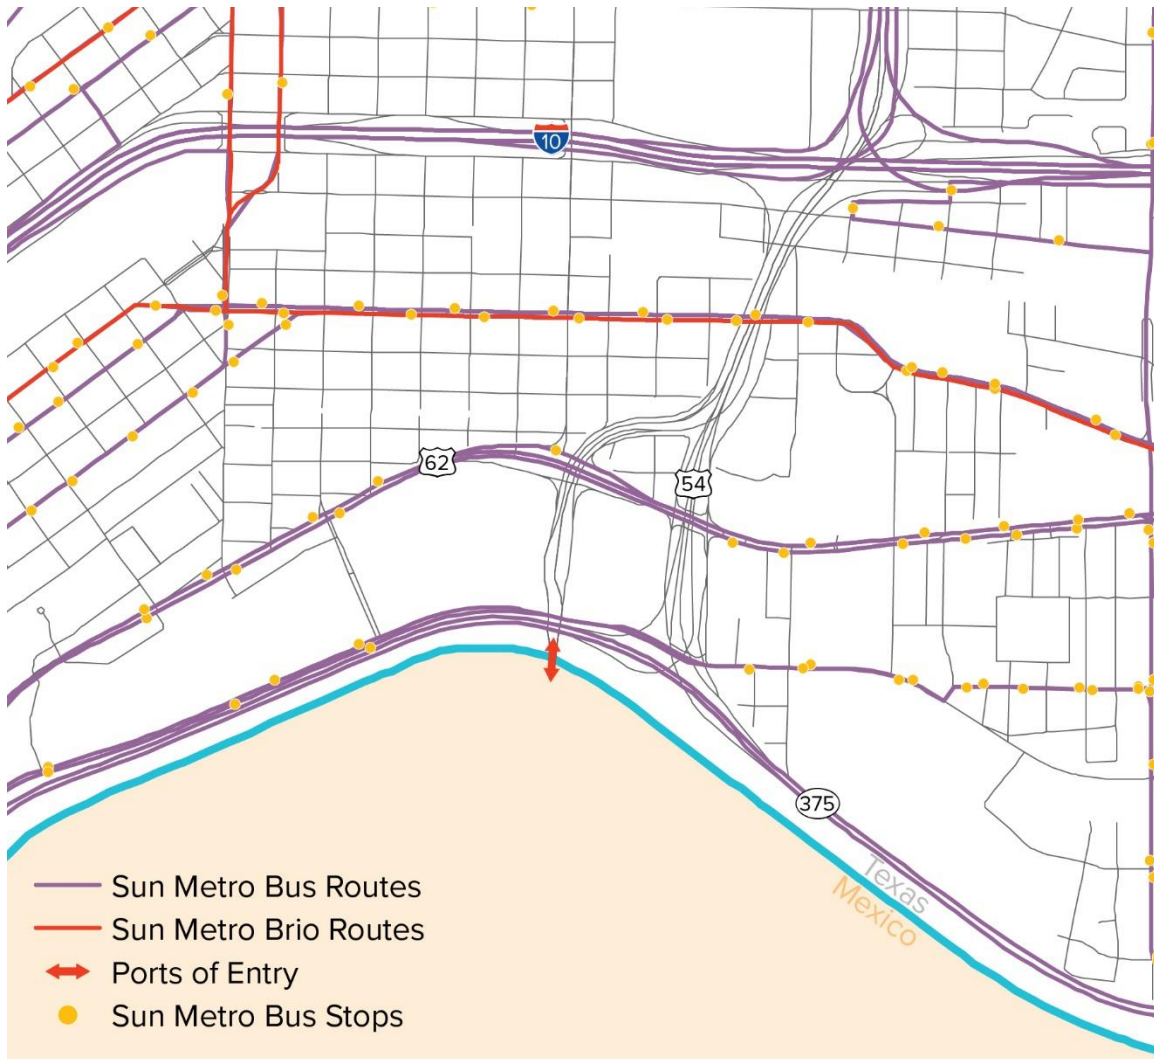 10
62
54
375
Texas
Mexico
Sun Metro Bus Routes
Sun Metro Brio Routes
Ports of Entry
Sun Metro Bus Stops